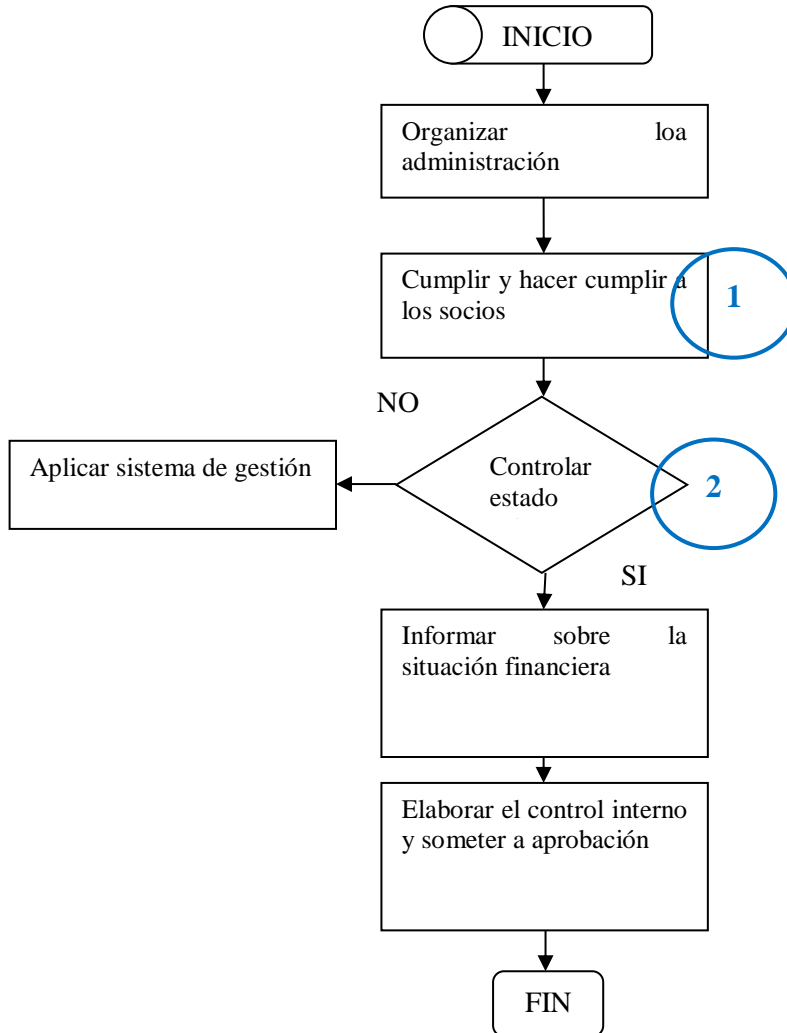 INICIO
Organizar loa
administración
Cumplir y hacer cumplir a
los socios
1
NO
Aplicar sistema de gestión
Controlar
estado
2
SI
Informar sobre la
situación financiera
Elaborar el control interno
y someter a aprobación
FIN